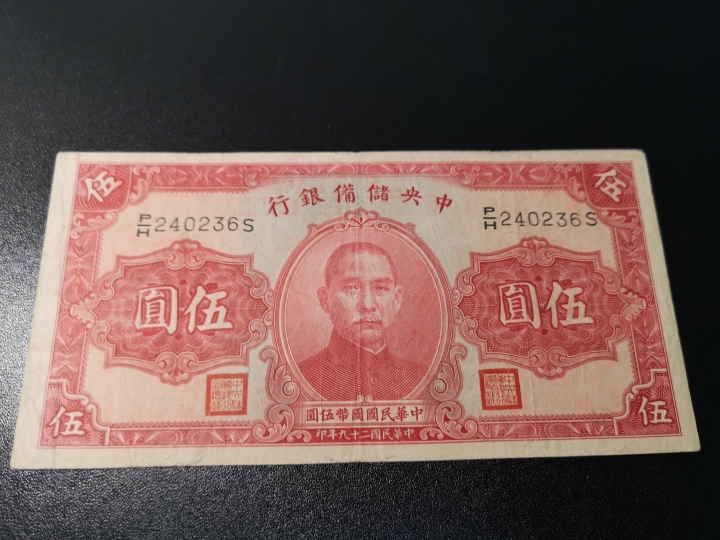 伍 伍
中央儲備銀行
P/H 240236S P/H 240236S
伍圓 伍圓
中華民國國幣伍圓
中華民國二十九年印
伍 伍